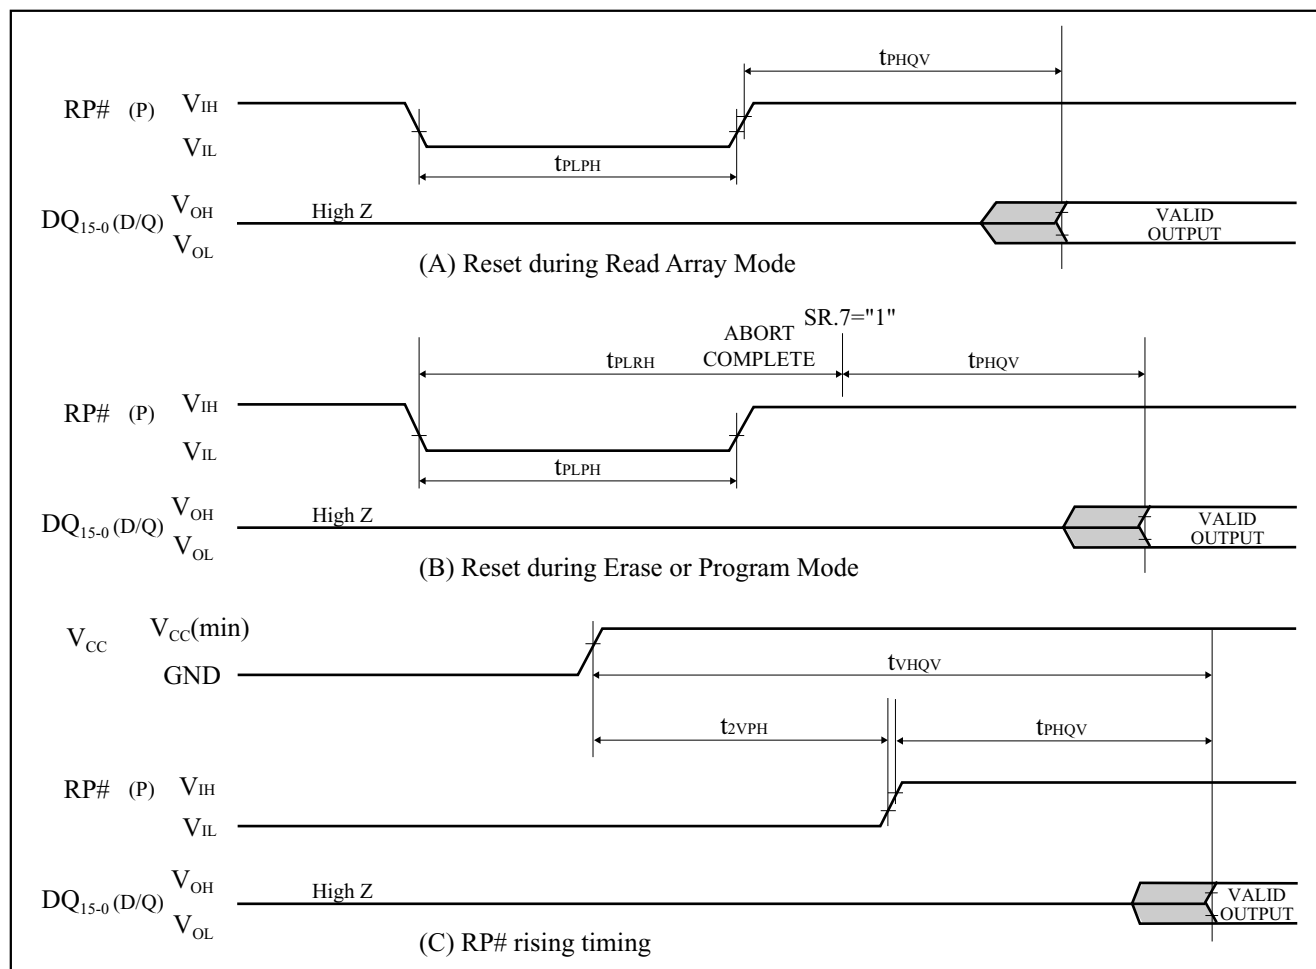 tPHQV
RP# (P) VIH
VIL
tPLPH
DQ15-0 (D/Q) VOH
VOL
High Z
VALID
OUTPUT
(A) Reset during Read Array Mode
SR.7="1"
ABORT
COMPLETE
tPLRH
tPHQV
RP# (P) VIH
VIL
tPLPH
DQ15-0 (D/Q) VOH
VOL
High Z
VALID
OUTPUT
(B) Reset during Erase or Program Mode
VCC VCC(min)
GND
tVHQV
t2VPH
tPHQV
RP# (P) VIH
VIL
DQ15-0 (D/Q) VOH
VOL
High Z
VALID
OUTPUT
(C) RP# rising timing